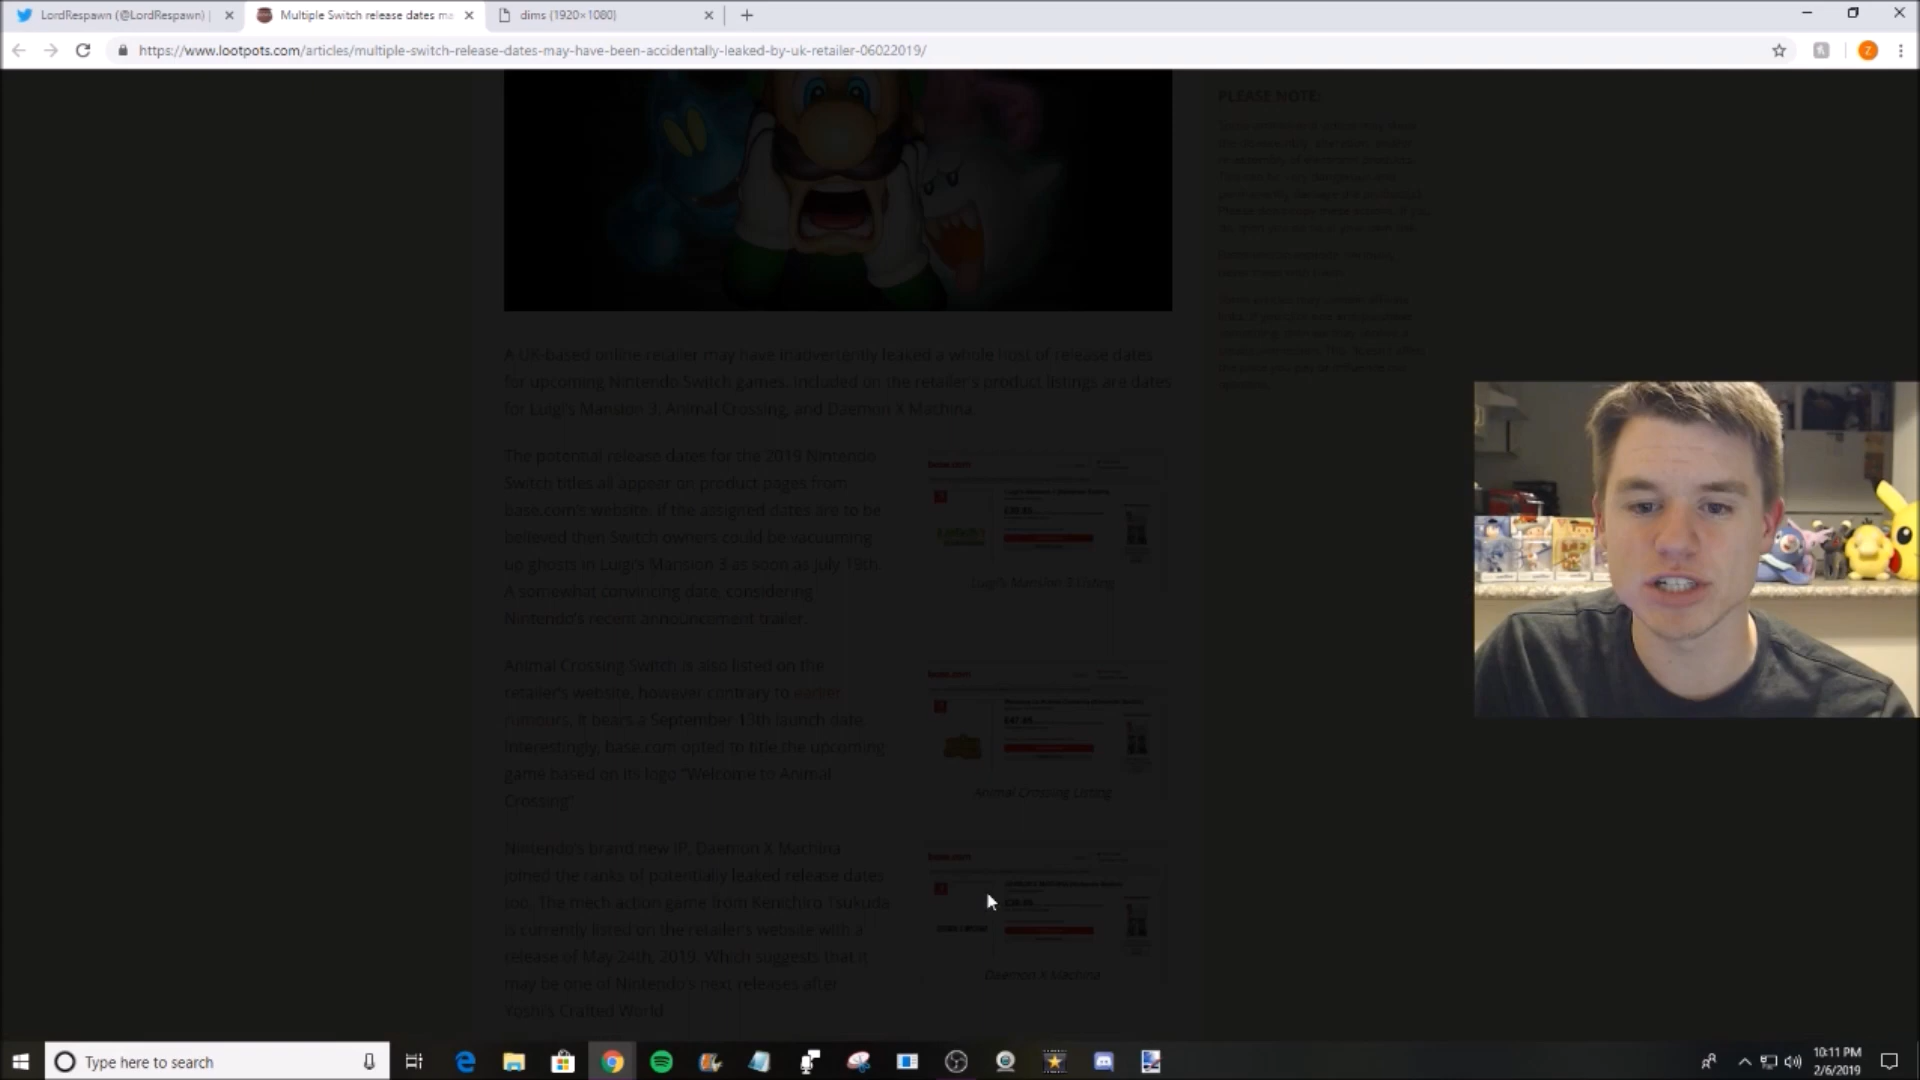 LordRespawn (@LordRespawn) |
Multiple Switch release dates ma
dims (1920×1080)
https://www.lootpots.com/articles/multiple-switch-release-dates-may-have-been-accidentally-leaked-by-uk-retailer-06022019/
PLEASE NOTE:
A UK-based online retailer may have inadvertently leaked a whole host of release dates
for upcoming Nintendo Switch games. Included on the retailer's product listings are dates
for Luigi's Mansion 3, Animal Crossing, and Daemon X Machina.
The potential release dates for the 2019 Nintendo
Switch titles all appear on product pages from
base.com's website. If the assigned dates are to be
believed then Switch owners could be vacuuming
up ghosts in Luigi's Mansion 3 as soon as July 19th.
A somewhat convincing date, considering
Nintendo's recent announcement trailer.
Luigi's Mansion 3 Listing
Animal Crossing Switch is also listed on the
retailer's website, however contrary to earlier
rumours, it bears a September 13th launch date.
Interestingly, base.com opted to title the upcoming
game based on its logo "Welcome to Animal
Crossing"
Animal Crossing Listing
Nintendo's brand new IP, Daemon X Machina
joined the ranks of potentially leaked release dates
too. The mech action game from Kenichiro Tsukuda
is currently listed on the retailer's website with a
release of May 24th, 2019. Which suggests that it
may be one of Nintendo's next releases after
Yoshi's Crafted World
Daemon X Machina
Type here to search
10:11 PM
2/6/2019